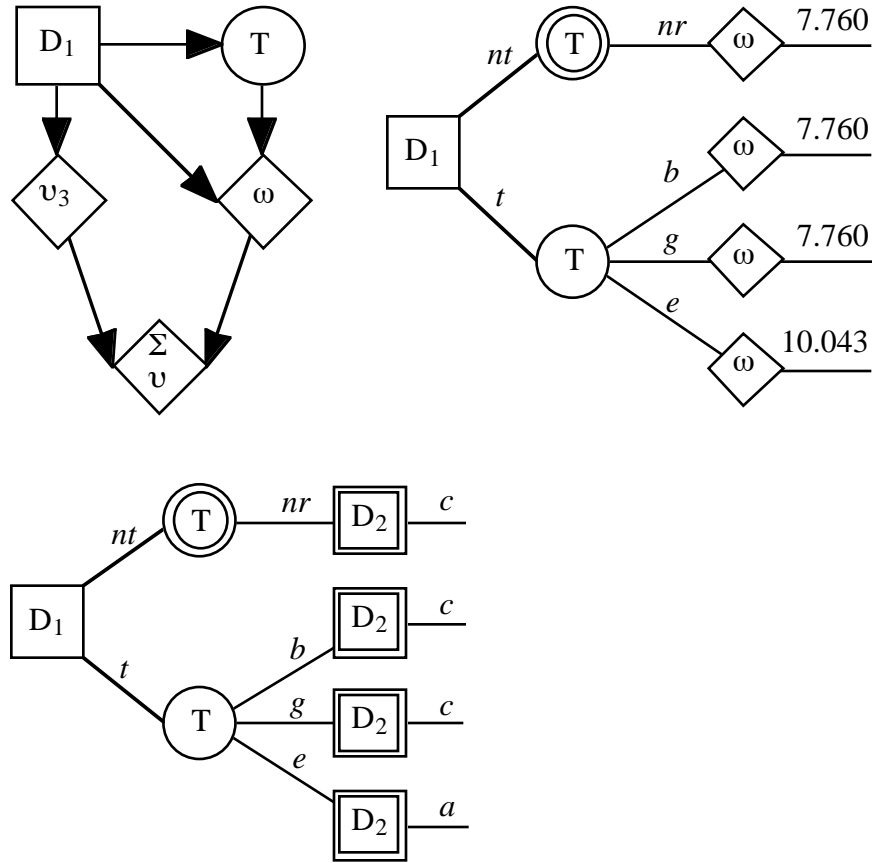 D₁ T
υ₃ ω
Σ
υ
D₁
nt T nr ω 7.760
t T
b ω 7.760
g ω 7.760
e ω 10.043
D₁
nt T nr D₂ c
t T
b D₂ c
g D₂ c
e D₂ a